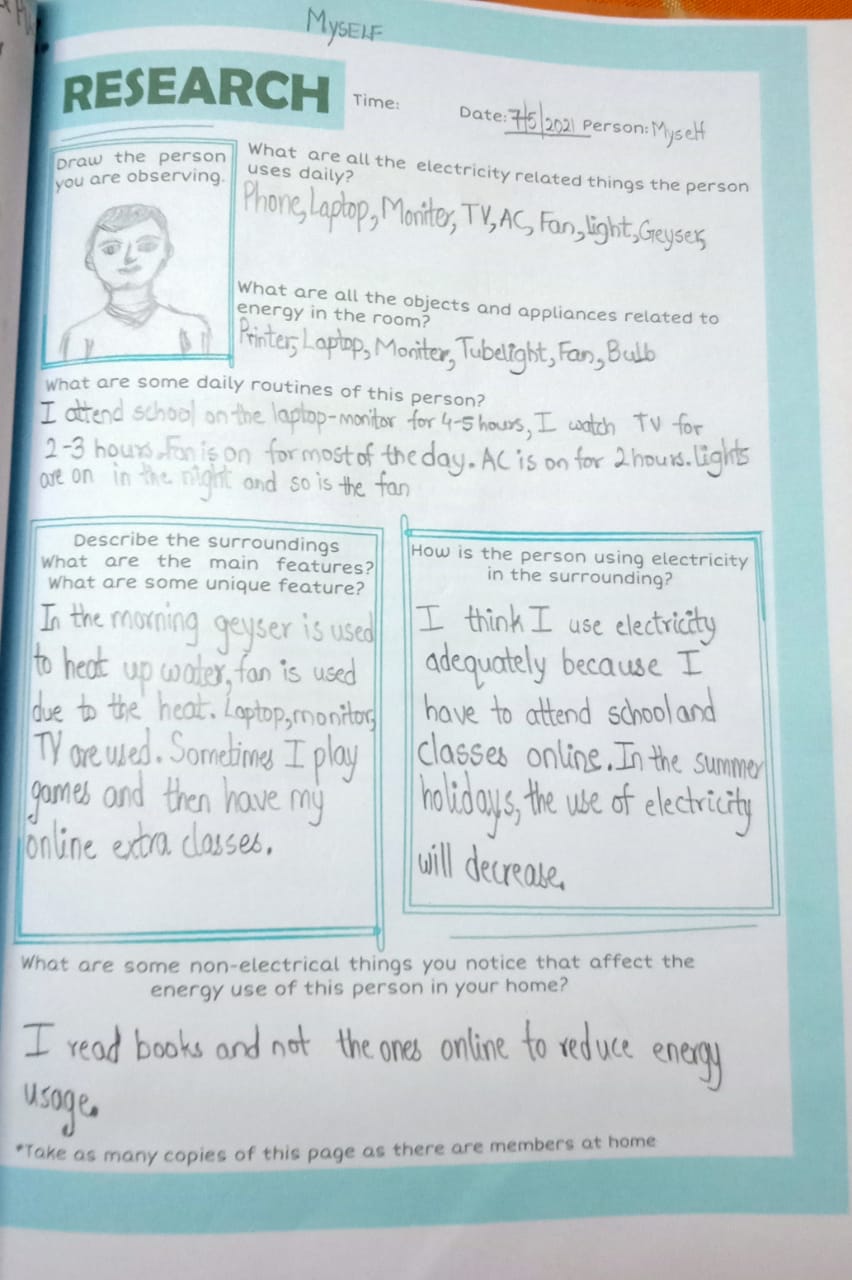 MYSELF
RESEARCH
Time:
Date: 7/5/2021 Person: Myself
Draw the person
you are observing.
What are all the electricity related things the person
uses daily?
Phone, Laptop, Moniter, TV, AC, Fan, light, Geyser,
What are all the objects and appliances related to
energy in the room?
Printer, Laptop, Moniter, Tubelight, Fan, Bulb
What are some daily routines of this person?
I attend school on the laptop-monitor for 4-5 hours, I watch TV for
2-3 hours. Fan is on for most of the day. AC is on for 2 hours. Lights
are on in the night and so is the fan
Describe the surroundings
What are the main features?
What are some unique feature?
In the morning geyser is used
to heat up water, fan is used
due to the heat. Laptop, monitor,
TV are used. Sometimes I play
games and then have my
online extra classes.
How is the person using electricity
in the surrounding?
I think I use electricity
adequately because I
have to attend school and
classes online. In the summer
holidays, the use of electricity
will decrease.
What are some non-electrical things you notice that affect the
energy use of this person in your home?
I read books and not the ones online to reduce energy
usage.
*Take as many copies of this page as there are members at home